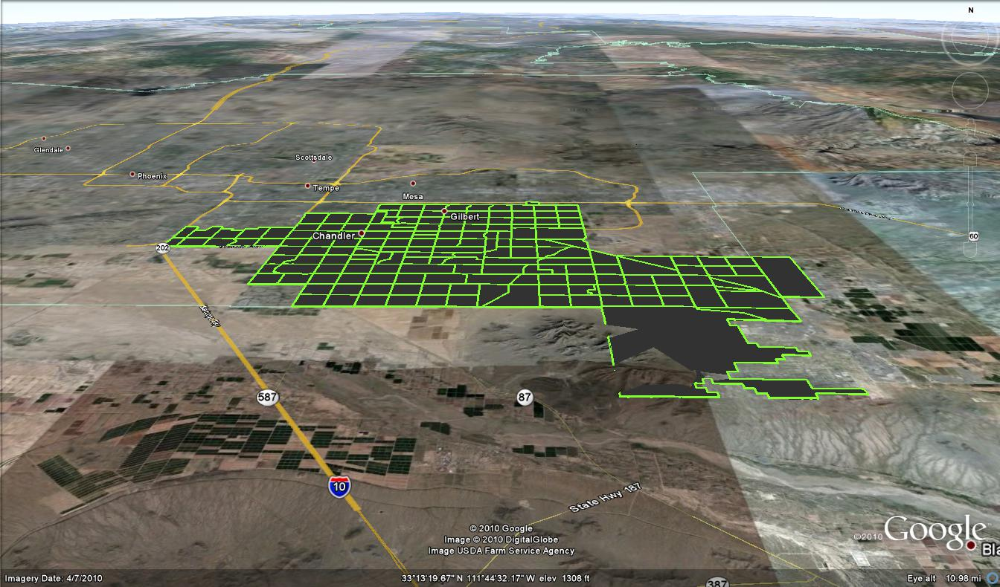 N
Glendale
Scottsdale
Phoenix
Tempe
Mesa
Gilbert
Chandler
60
202
587
87
10
State Hwy 187
© 2010 Google
Image © 2010 DigitalGlobe
Image USDA Farm Service Agency
©2010 Google
Bla
Imagery Date: 4/7/2010
33°13'19.67" N 111°44'32.17" W elev 1308 ft
387
Eye alt 10.98 mi